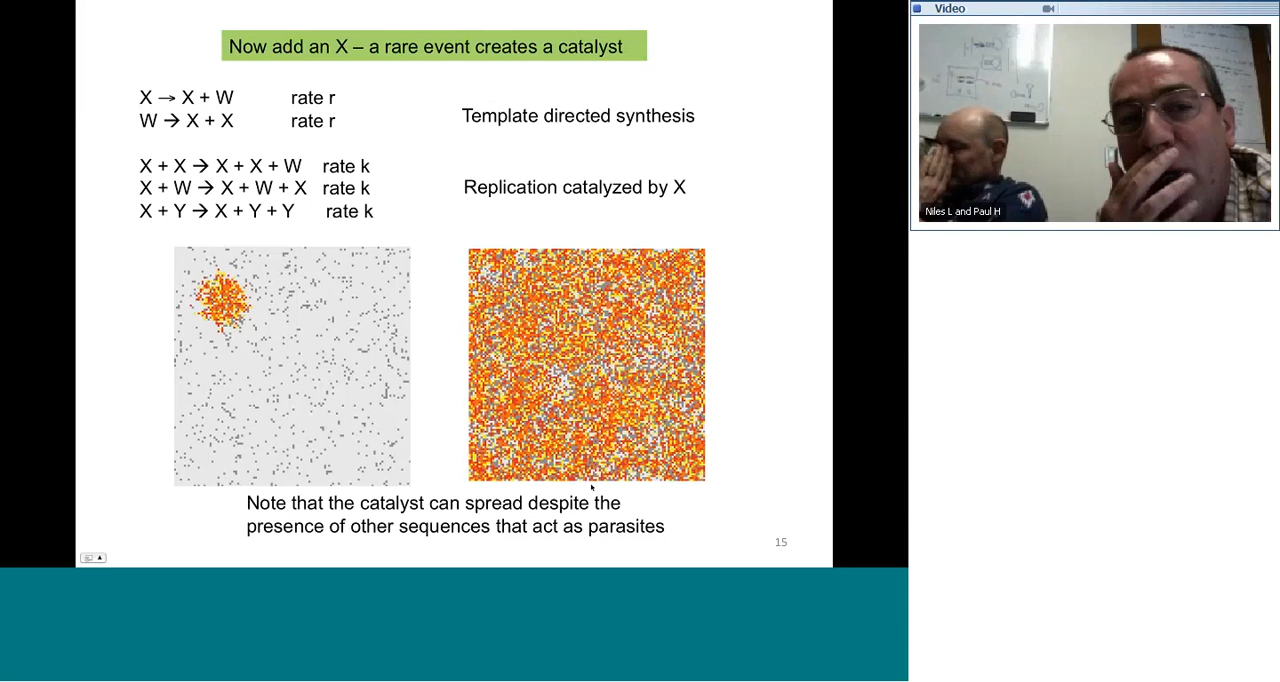 Now add an X – a rare event creates a catalyst
X → X + W rate r
W → X + X rate r
Template directed synthesis
X + X → X + X + W rate k
X + W → X + W + X rate k
X + Y → X + Y + Y rate k
Replication catalyzed by X
Note that the catalyst can spread despite the
presence of other sequences that act as parasites
15
Video
Niles L and Paul H